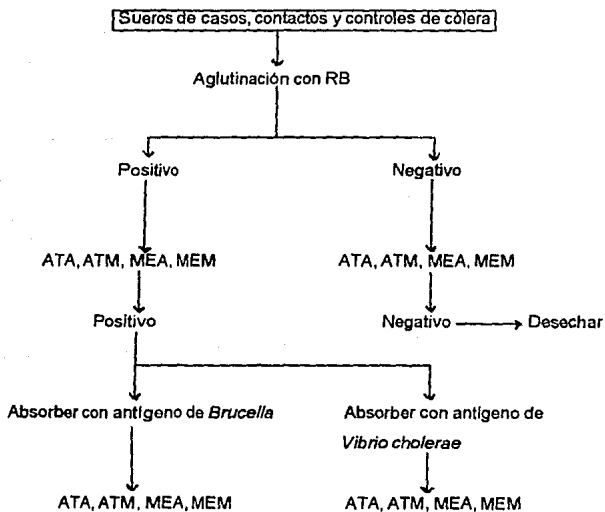 Sueros de casos, contactos y controles de cólera
Aglutinación con RB
Positivo
Negativo
ATA, ATM, MEA, MEM
ATA, ATM, MEA, MEM
Positivo
Negativo
Desechar
Absorber con antígeno de Brucella
Absorber con antígeno de
Vibrio cholerae
ATA, ATM, MEA, MEM
ATA, ATM, MEA, MEM